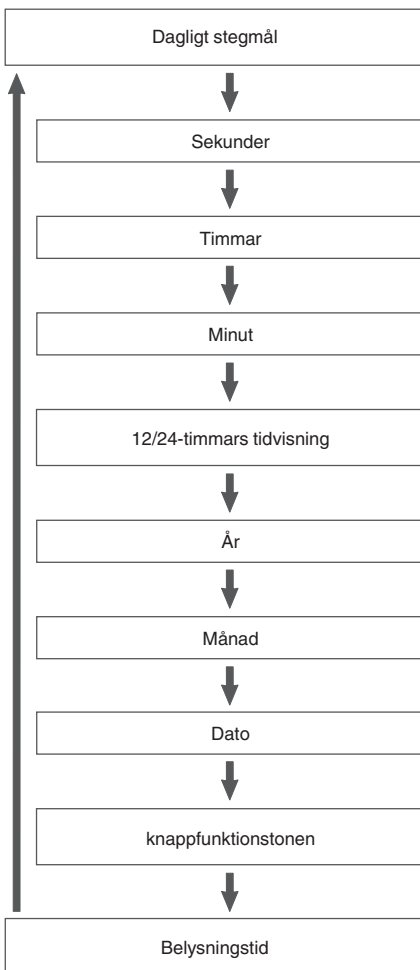 Dagligt stegmål
Sekunder
Timmar
Minut
12/24-timmars tidvisning
År
Månad
Dato
knappfunktionstonen
Belysningstid